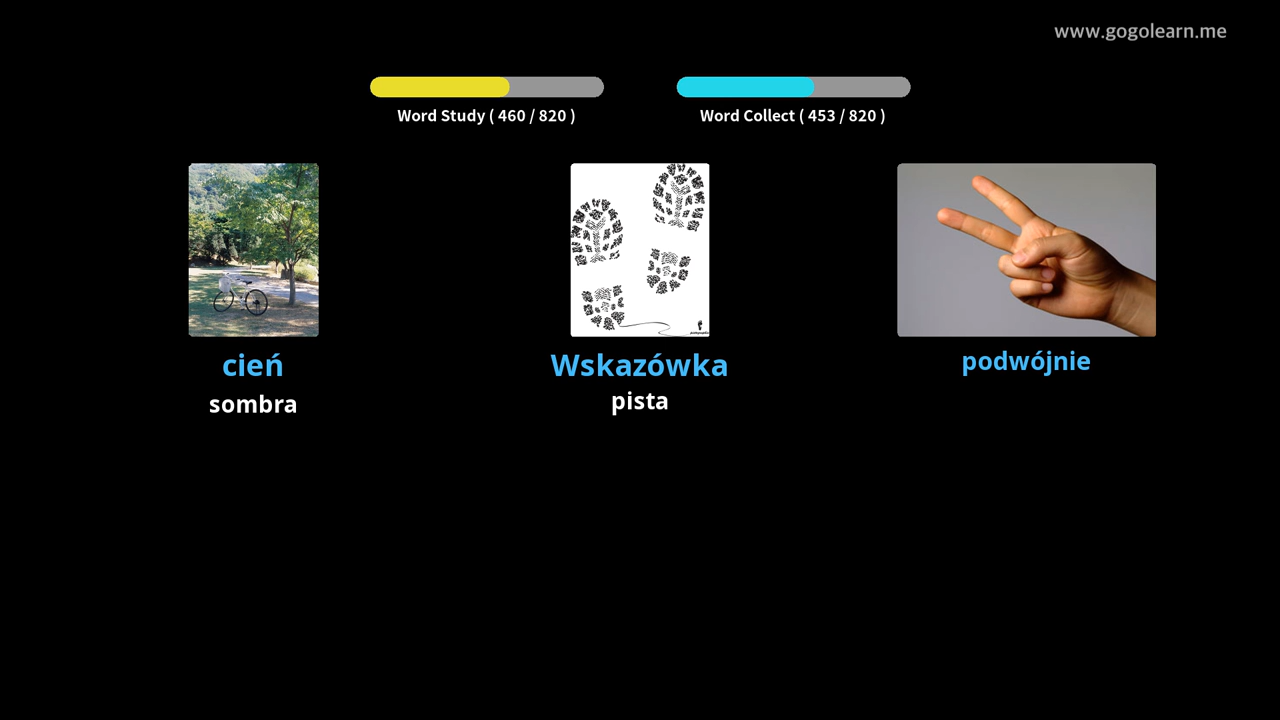 www.gogolearn.me
Word Study ( 460 / 820 )
Word Collect ( 453 / 820 )
cień
sombra
Wskazówka
pista
podwójnie